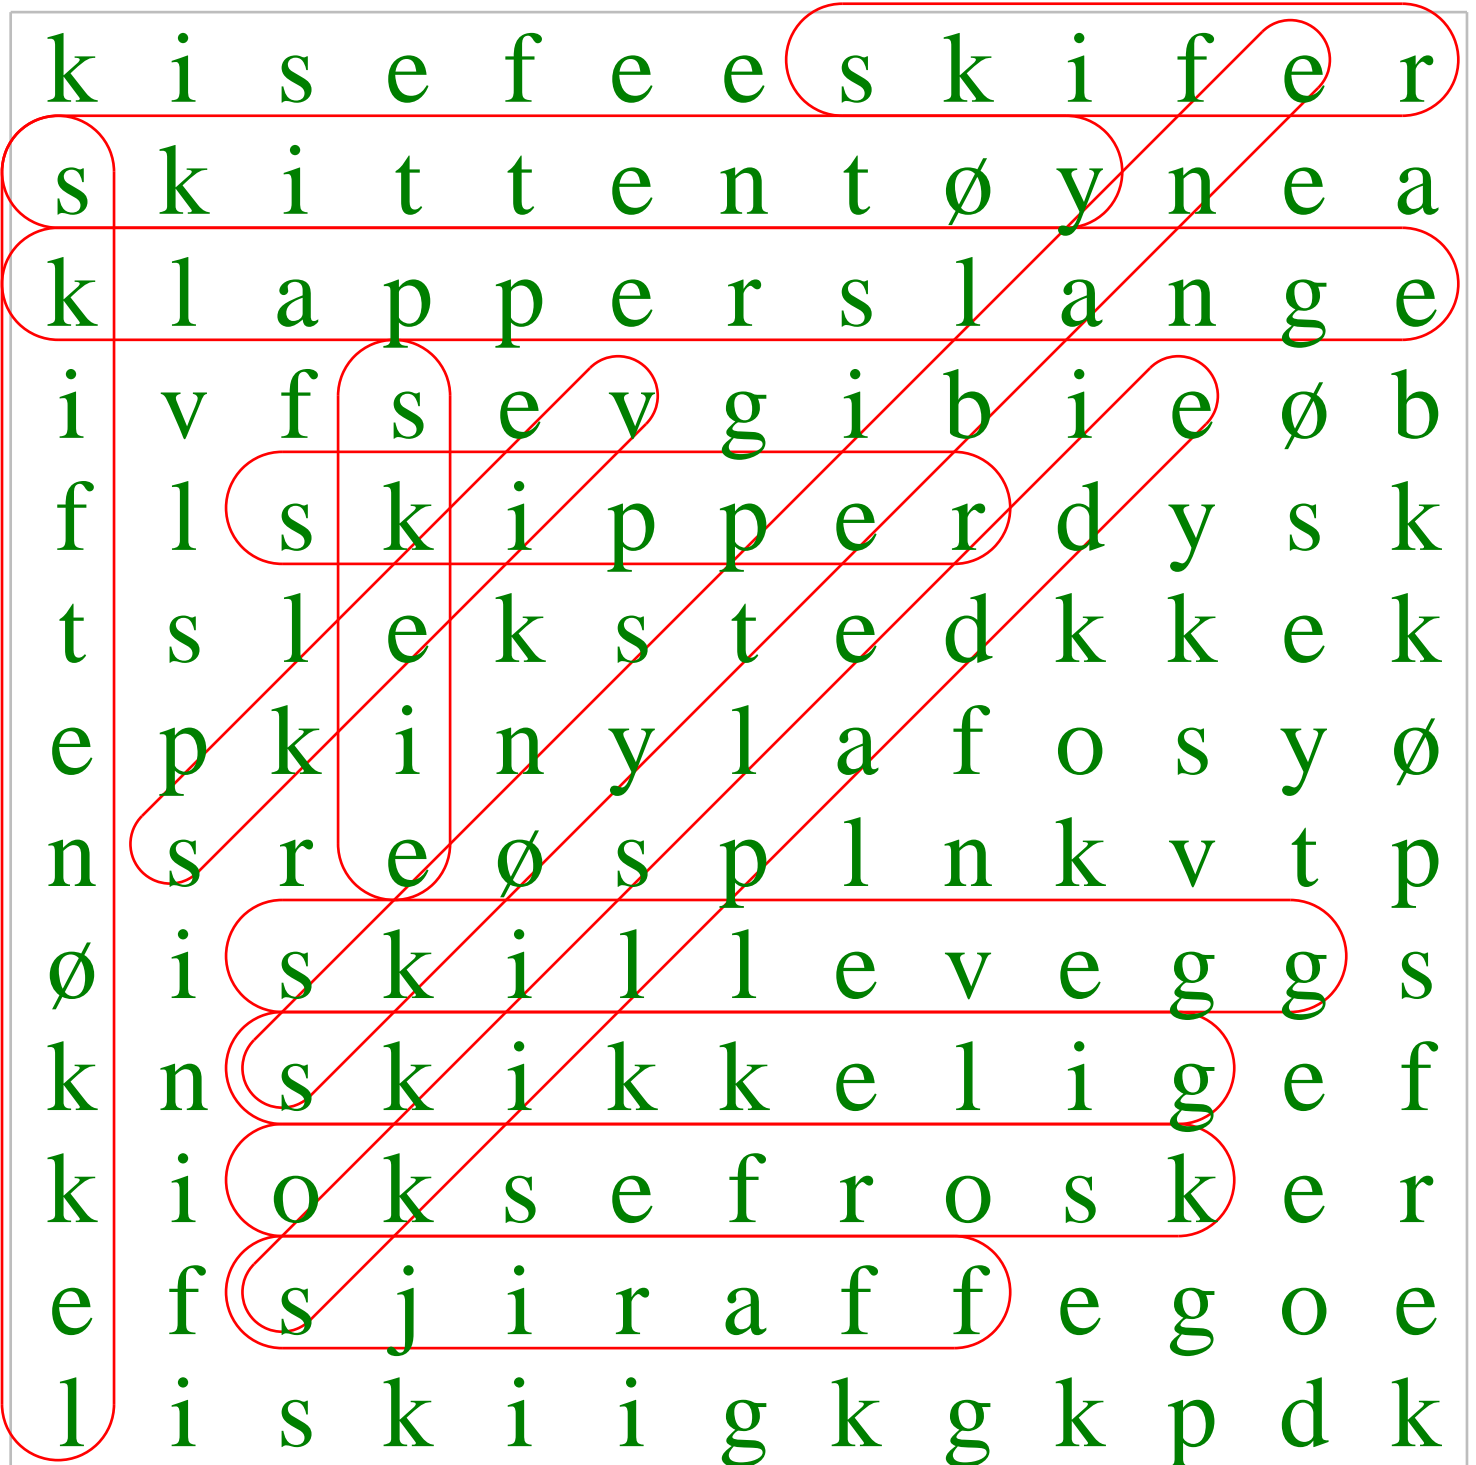 k i s e f e e s k i f e r
s k i t t e n t ø y n e a
k l a p p e r s l a n g e
i v f s e v g i b i e ø b
f l s k i p p e r d y s k
t s l e k s t e d k k e k
e p k i n y l a f o s y ø
n s r e ø s p l n k v t p
ø i s k i l l e v e g g s
k n s k i k k e l i g e f
k i o k s e f r o s k e r
e f s j i r a f f e g o e
l i s k i i g k g k p d k